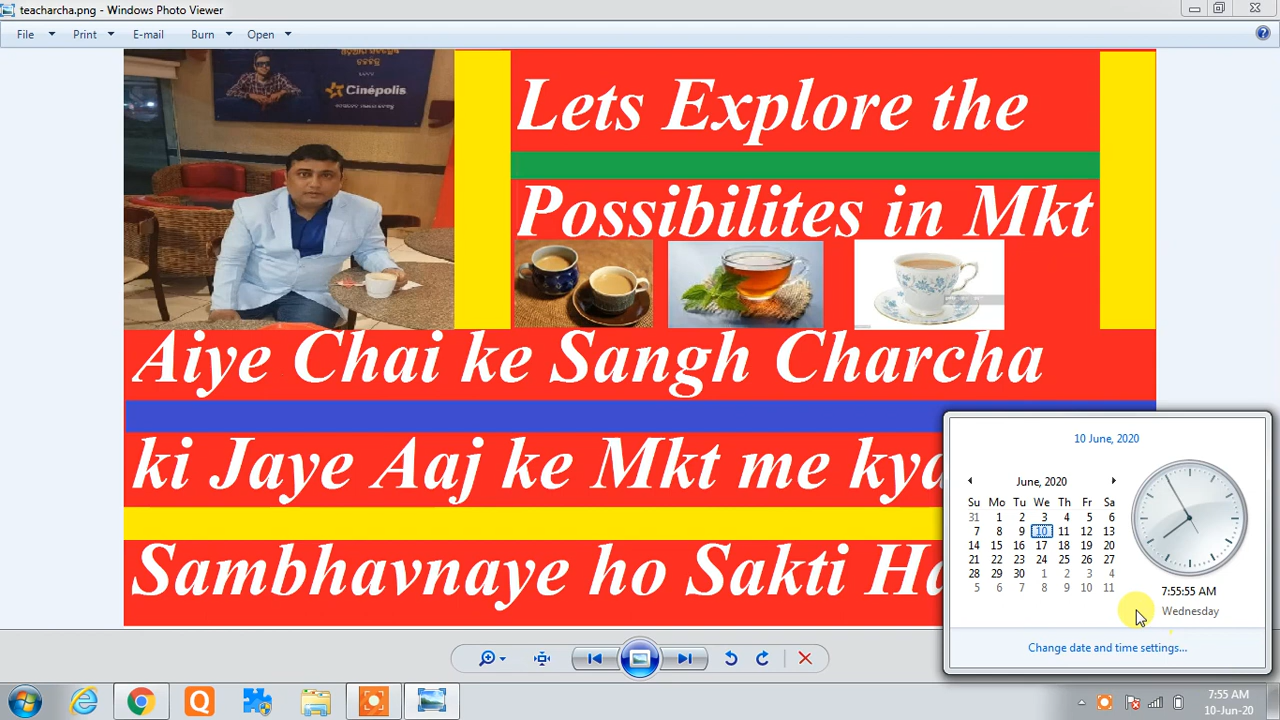 teacharcha.png - Windows Photo Viewer
File Print E-mail Burn Open
Cinépolis
Lets Explore the
Possibilites in Mkt
Aiye Chai ke Sangh Charcha
ki Jaye Aaj ke Mkt me kya
Sambhavnaye ho Sakti
10 June, 2020
June, 2020
Su Mo Tu We Th Fr Sa
31 1 2 3 4 5 6
7 8 9 10 11 12 13
14 15 16 17 18 19 20
21 22 23 24 25 26 27
28 29 30 1 2 3 4
5 6 7 8 9 10 11
7:55:55 AM
Wednesday
Change date and time settings...
7:55 AM
10-Jun-20